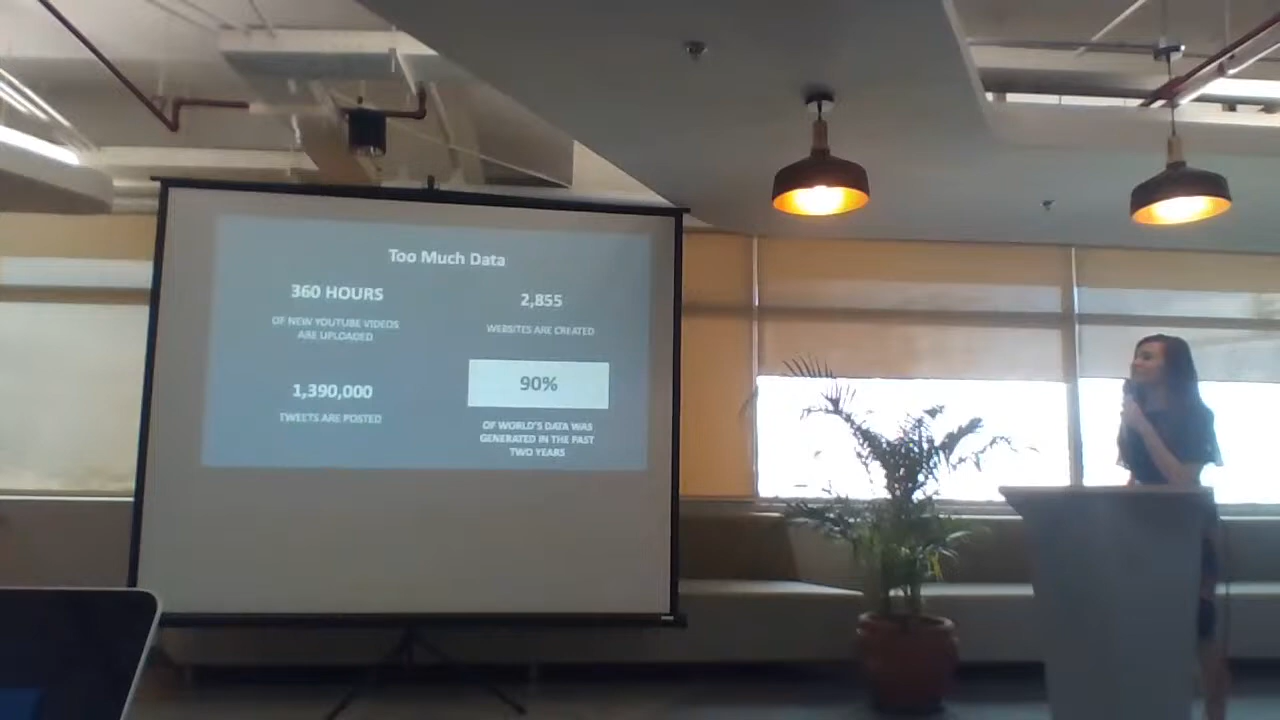 Too Much Data
360 HOURS
OF NEW YOUTUBE VIDEOS
ARE UPLOADED
2,855
WEBSITES ARE CREATED
1,390,000
TWEETS ARE POSTED
90%
OF WORLD'S DATA WAS
GENERATED IN THE PAST
TWO YEARS